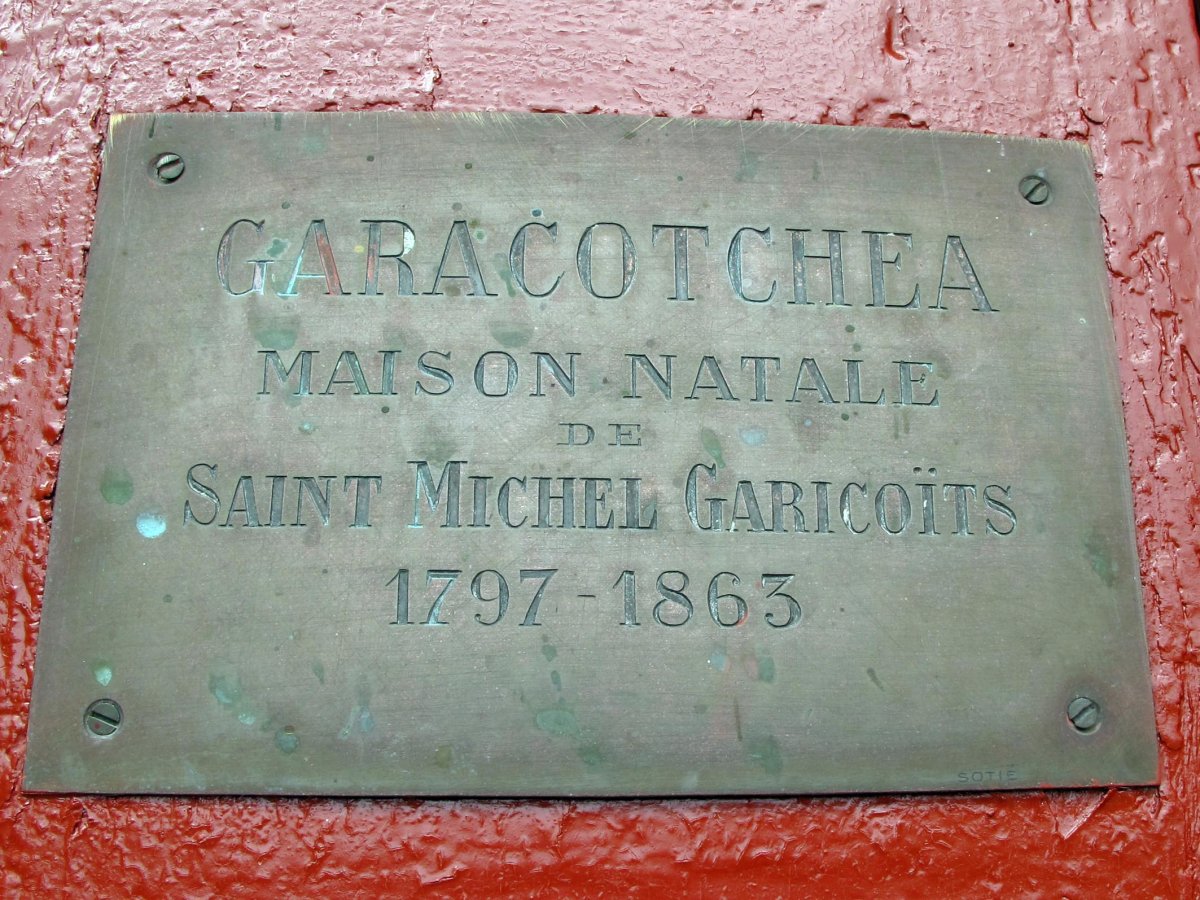 GARACOTCHEA
MAISON NATALE
DE
SAINT MICHEL GARICOÏTS
1797-1863
SOTIÉ